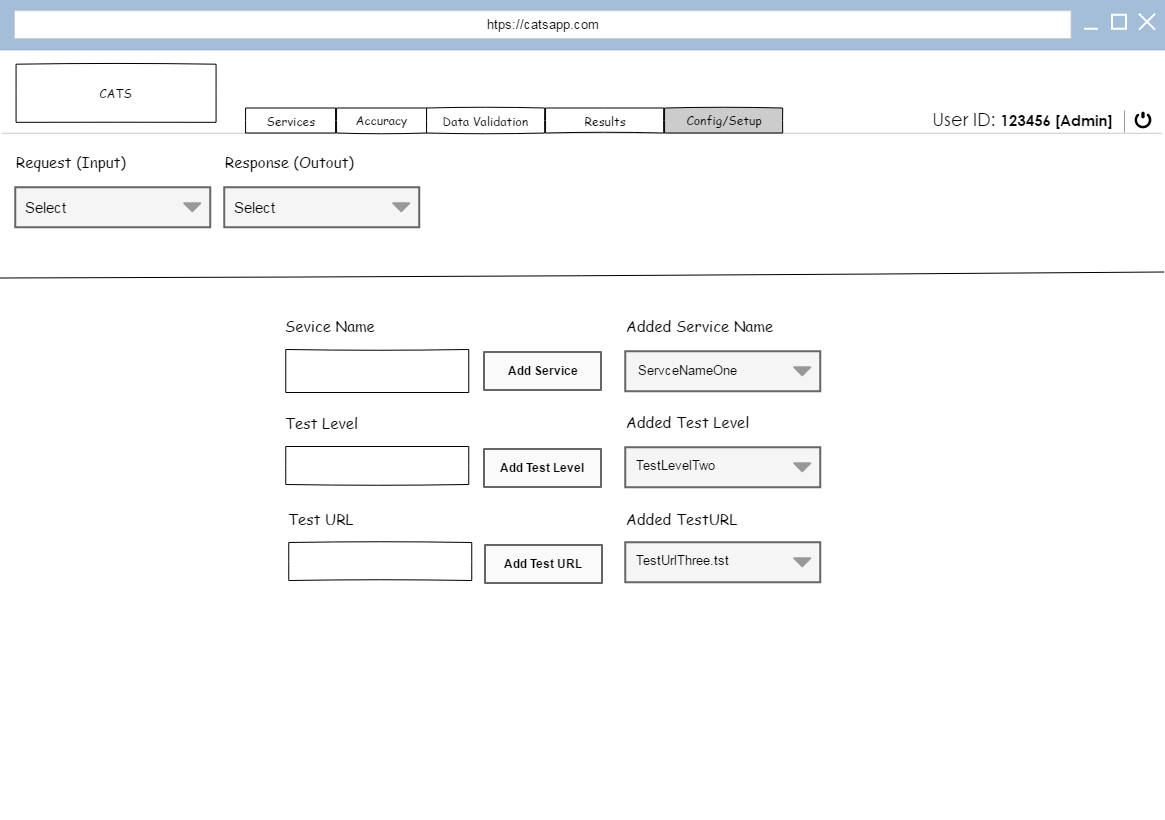 htps://catsapp.com
CATS
Services Accuracy Data Validation Results Config/Setup User ID: 123456 [Admin]
Request (Input) Response (Outout)
Select Select
Sevice Name Added Service Name
Add Service ServceNameOne
Test Level Added Test Level
Add Test Level TestLevelTwo
Test URL Added TestURL
Add Test URL TestUrlThree.tst